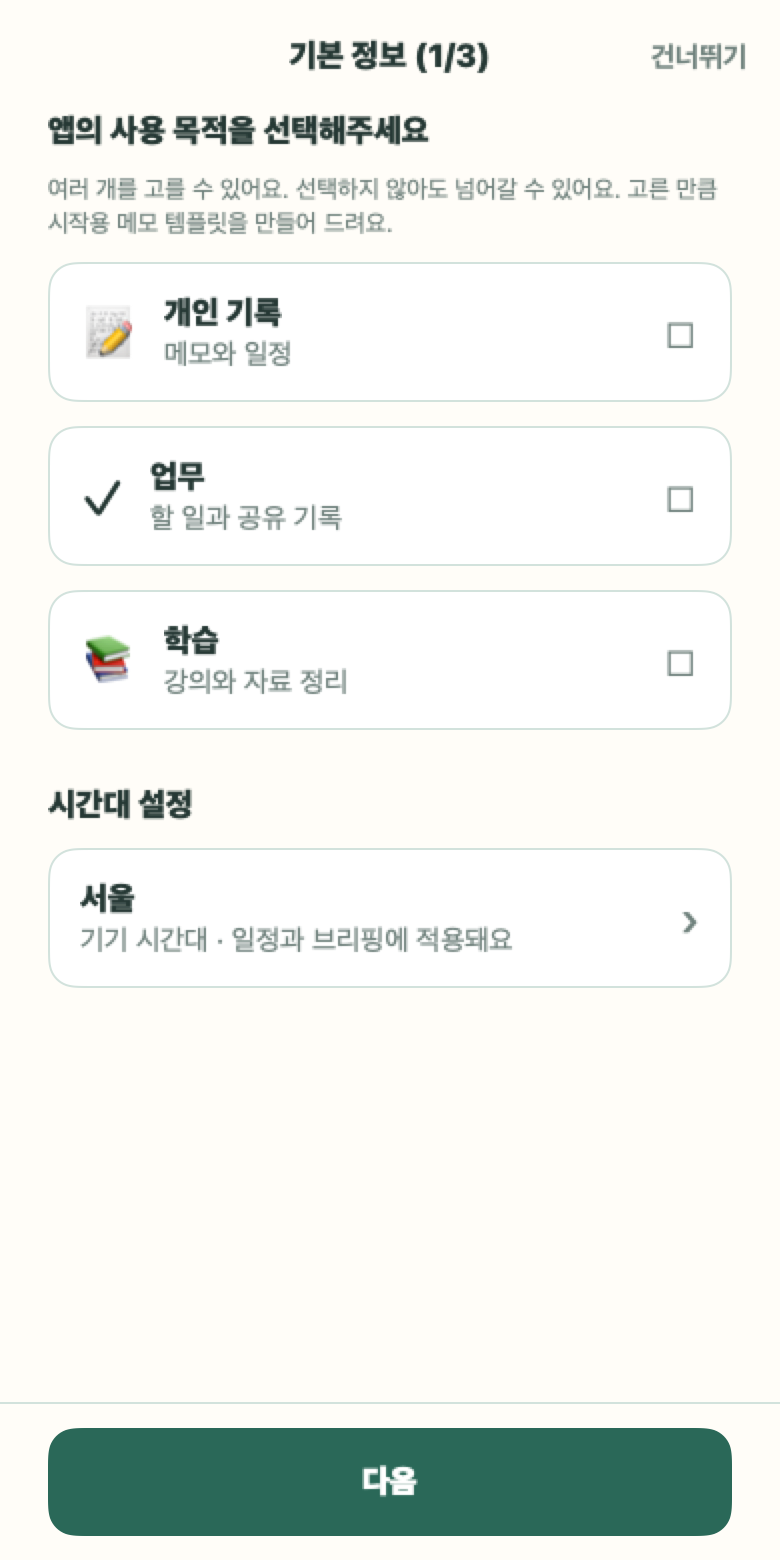 기본 정보 (1/3)
건너뛰기
앱의 사용 목적을 선택해주세요
여러 개를 고를 수 있어요. 선택하지 않아도 넘어갈 수 있어요. 고른 만큼
시작용 메모 템플릿을 만들어 드려요.
개인 기록
메모와 일정
업무
할 일과 공유 기록
학습
강의와 자료 정리
시간대 설정
서울
기기 시간대 · 일정과 브리핑에 적용돼요
다음